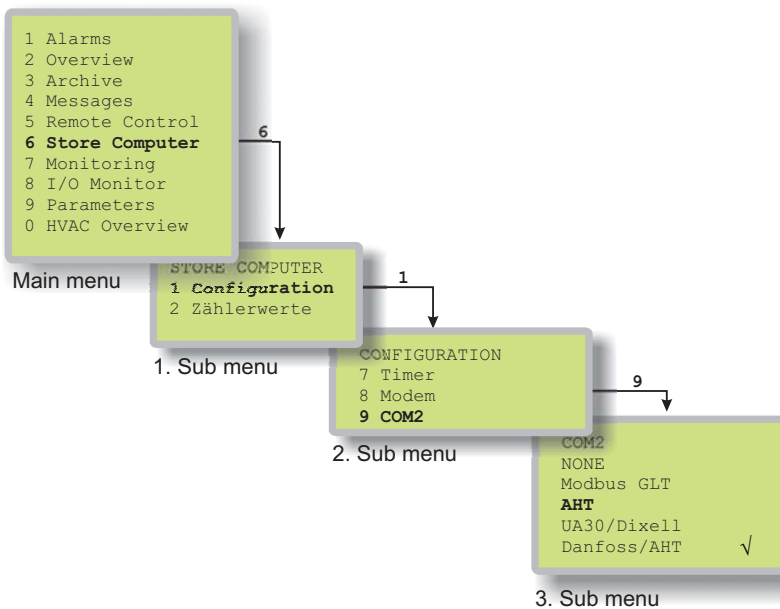 1 Alarms
2 Overview
3 Archive
4 Messages
5 Remote Control
6 Store Computer
7 Monitoring
8 I/O Monitor
9 Parameters
0 HVAC Overview
Main menu
6
STORE COMPUTER
1 Configuration
2 Zählerwerte
1. Sub menu
1
CONFIGURATION
7 Timer
8 Modem
9 COM2
2. Sub menu
9
COM2
NONE
Modbus GLT
AHT
UA30/Dixell
Danfoss/AHT √
3. Sub menu